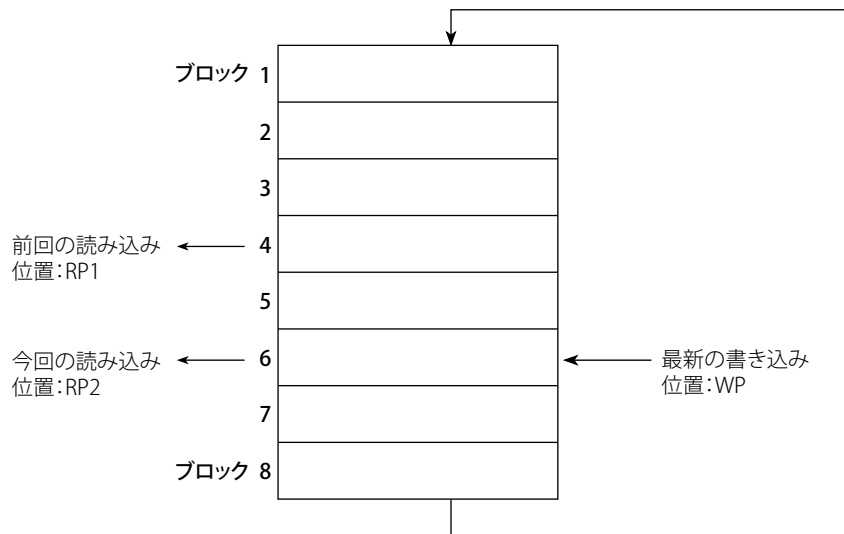 ブロック 1
2
3
前回の読み込み
位置:RP1
4
5
今回の読み込み
位置:RP2
6
最新の書き込み
位置:WP
7
ブロック 8